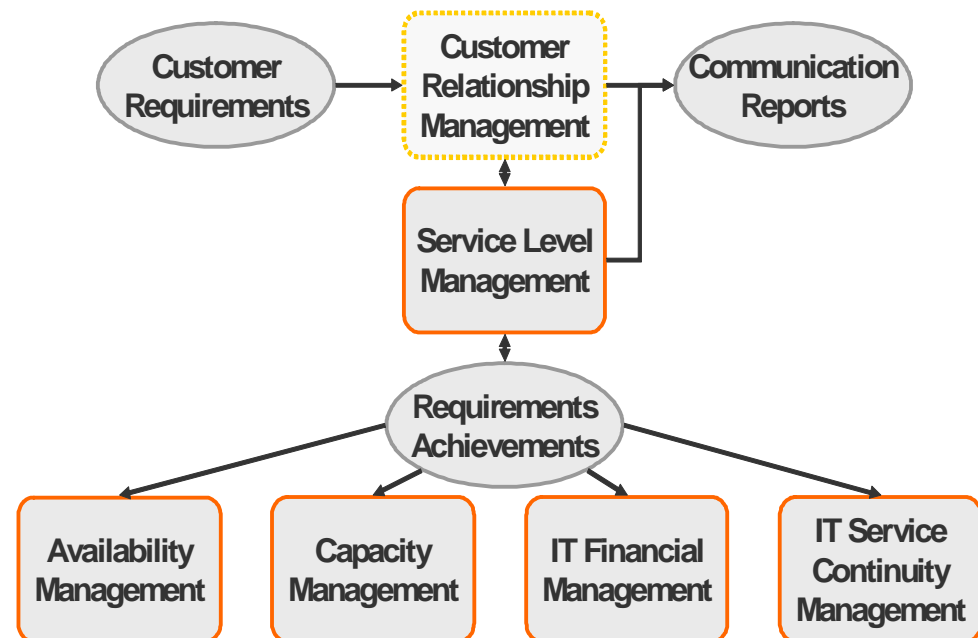 Customer
Requirements
Customer
Relationship
Management
Communication
Reports
Service Level
Management
Requirements
Achievements
Availability
Management
Capacity
Management
IT Financial
Management
IT Service
Continuity
Management